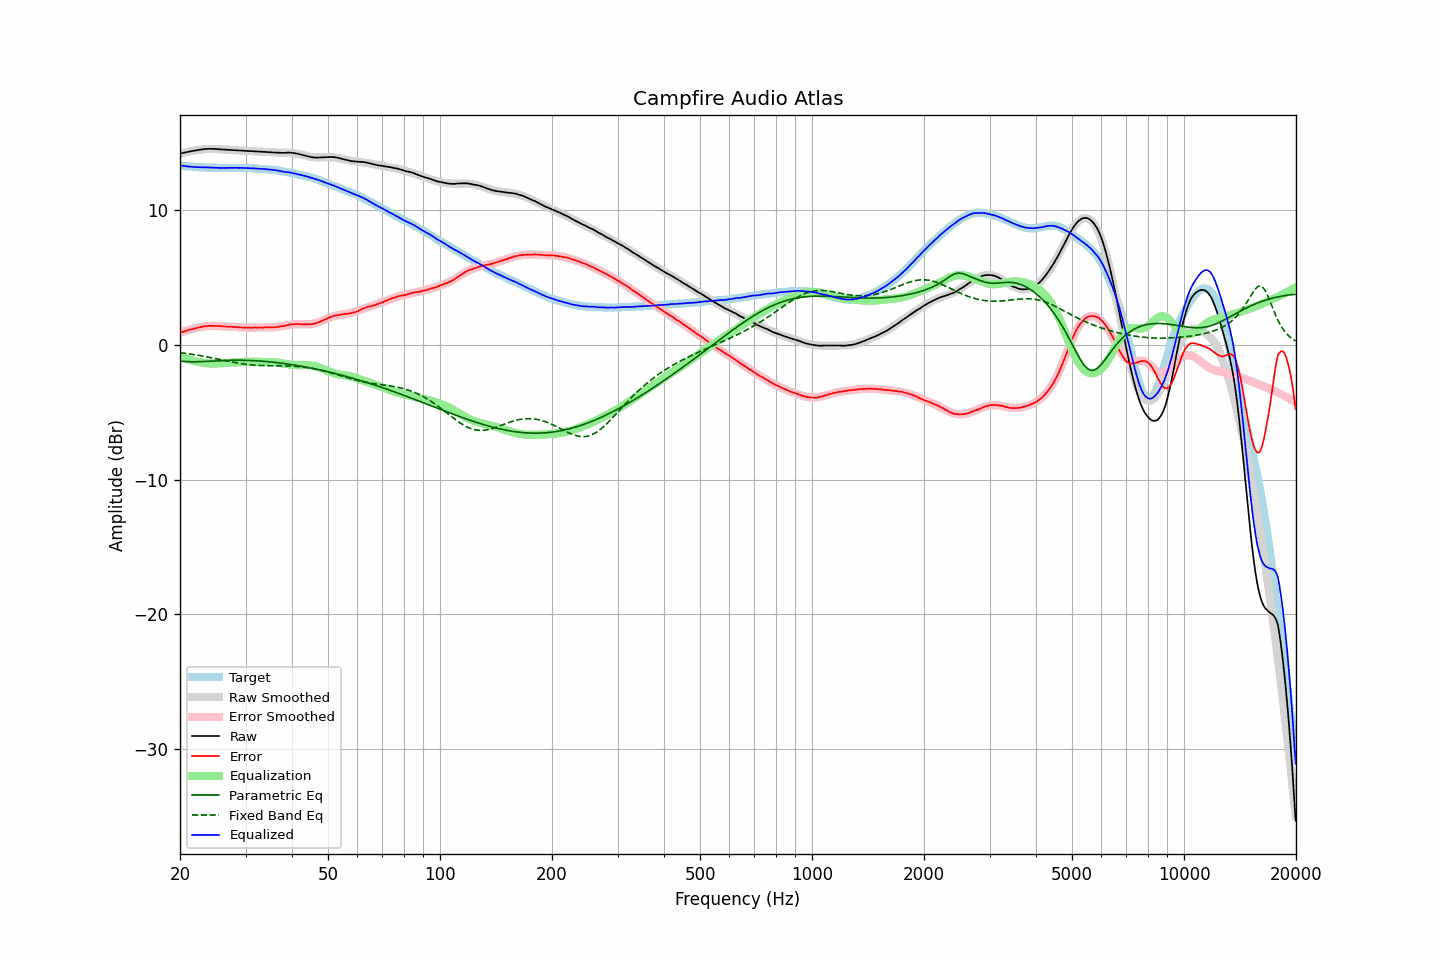 Campfire Audio Atlas
Amplitude (dBr)
10
0
−10
−20
−30
Target
Raw Smoothed
Error Smoothed
Raw
Error
Equalization
Parametric Eq
Fixed Band Eq
Equalized
20 50 100 200 500 1000 2000 5000 10000 20000
Frequency (Hz)